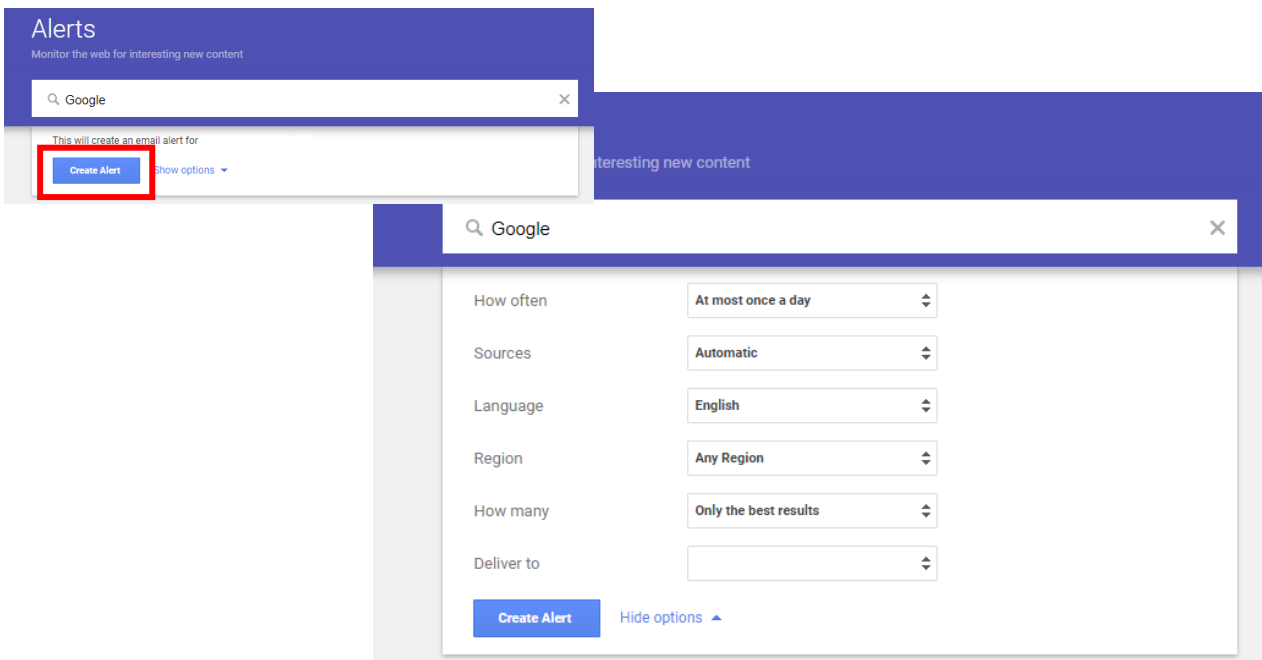 Alerts
Monitor the web for interesting new content
Google
This will create an email alert for
Create Alert Show options
interesting new content
Google
How often At most once a day
Sources Automatic
Language English
Region Any Region
How many Only the best results
Deliver to
Create Alert Hide options